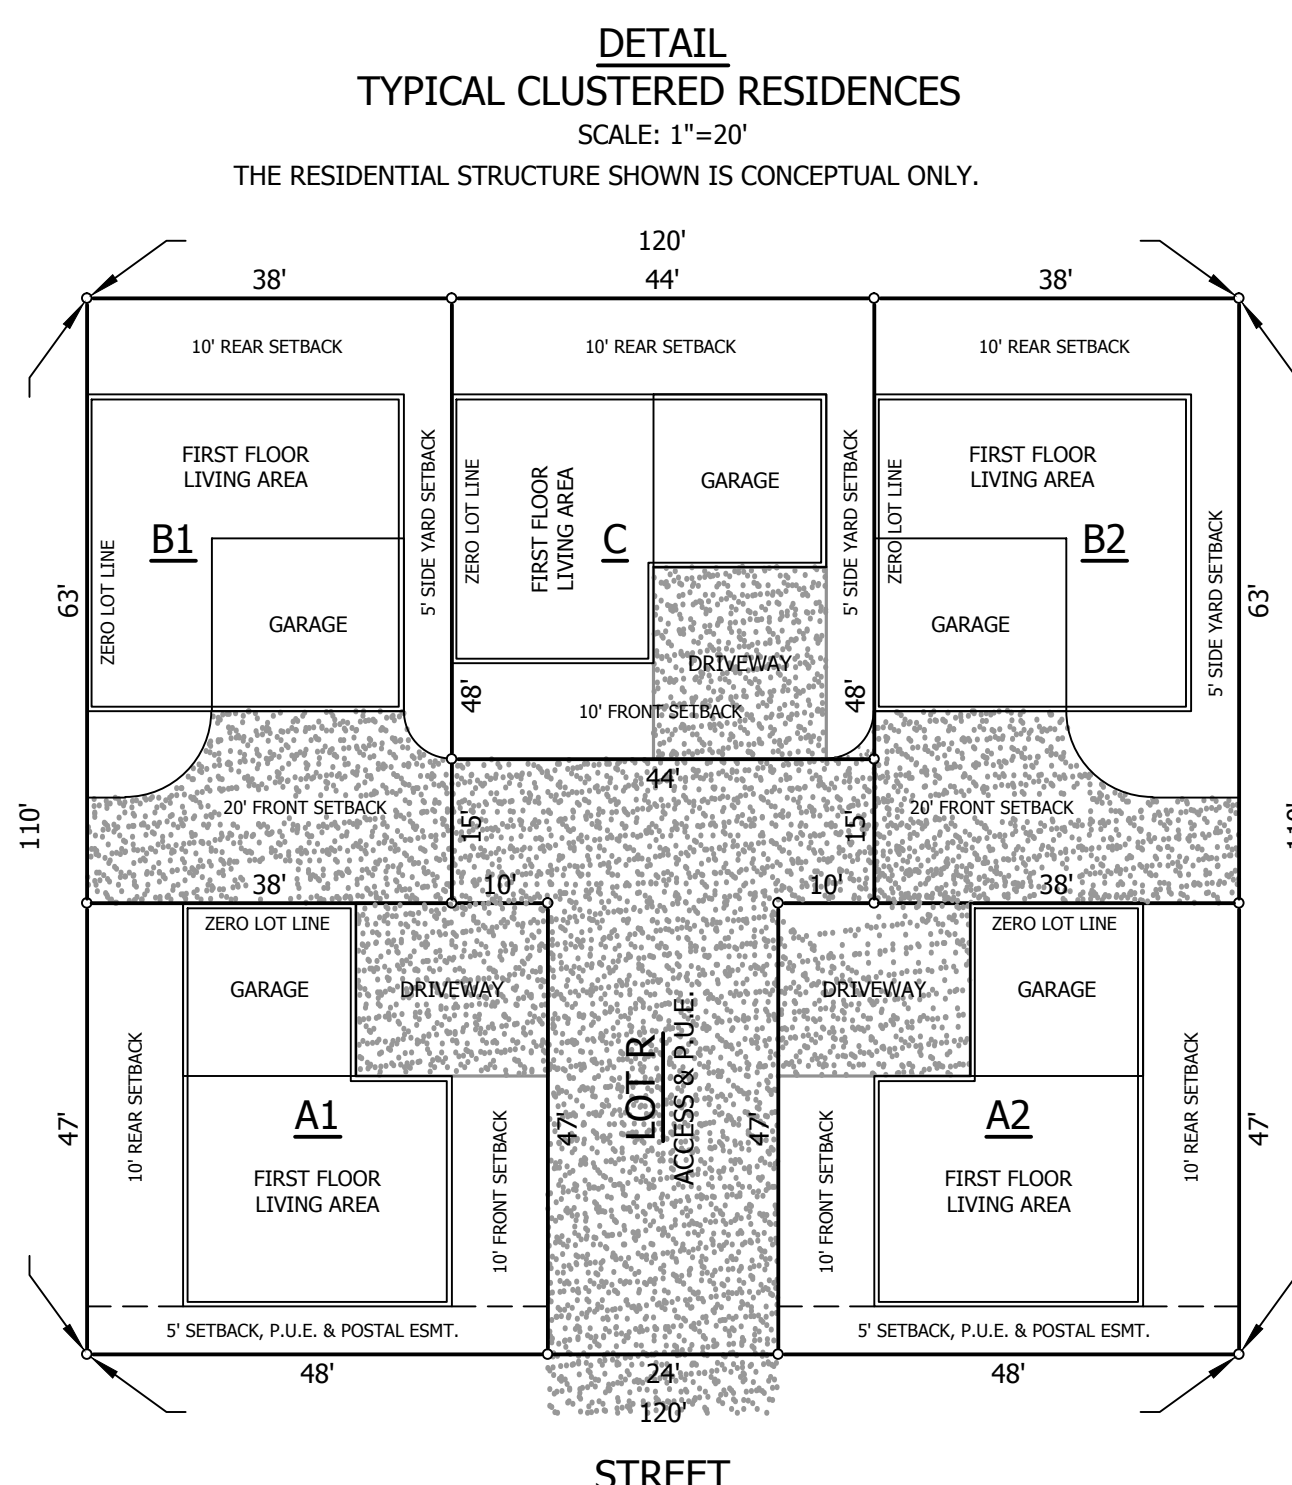 DETAIL
TYPICAL CLUSTERED RESIDENCES
SCALE: 1"=20'
THE RESIDENTIAL STRUCTURE SHOWN IS CONCEPTUAL ONLY.
120'
38'
44'
38'
10' REAR SETBACK
10' REAR SETBACK
10' REAR SETBACK
FIRST FLOOR
LIVING AREA
B1
ZERO LOT LINE
GARAGE
5' SIDE YARD SETBACK
63'
ZERO LOT LINE
FIRST FLOOR
LIVING AREA
C
GARAGE
DRIVEWAY
5' SIDE YARD SETBACK
48'
10' FRONT SETBACK
48'
44'
ZERO LOT LINE
FIRST FLOOR
LIVING AREA
B2
GARAGE
5' SIDE YARD SETBACK
63'
110'
20' FRONT SETBACK
15'
15'
20' FRONT SETBACK
110'
38'
10'
10'
38'
ZERO LOT LINE
GARAGE
DRIVEWAY
10' REAR SETBACK
47'
A1
FIRST FLOOR
LIVING AREA
10' FRONT SETBACK
47'
LOT R
ACCESS & P.U.E.
47'
ZERO LOT LINE
DRIVEWAY
GARAGE
10' FRONT SETBACK
A2
FIRST FLOOR
LIVING AREA
10' REAR SETBACK
47'
5' SETBACK, P.U.E. & POSTAL ESMT.
5' SETBACK, P.U.E. & POSTAL ESMT.
48'
24'
48'
120'
STREET